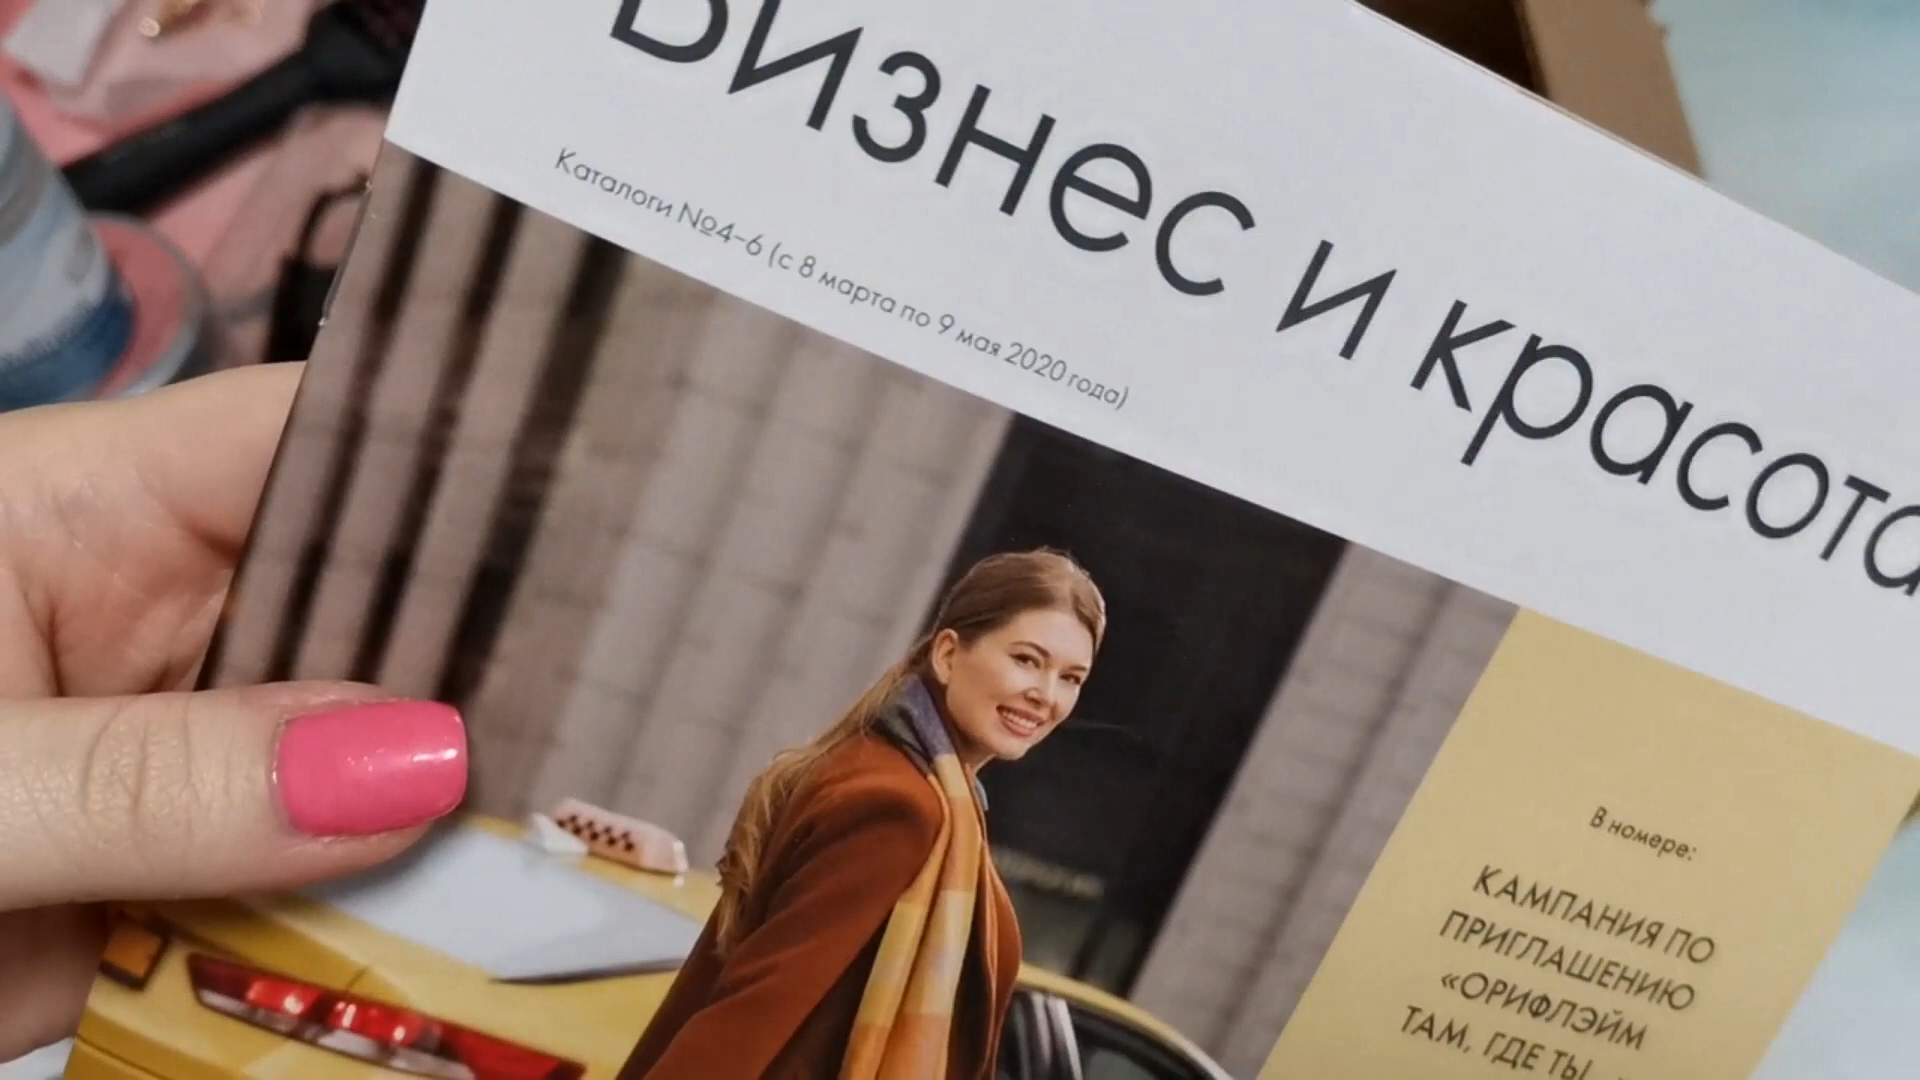 Бизнес и красота
Каталоги №4–6 (с 8 марта по 9 мая 2020 года)
В номере:
КАМПАНИЯ ПО
ПРИГЛАШЕНИЮ
«ОРИФЛЭЙМ
ТАМ, ГДЕ ТЫ